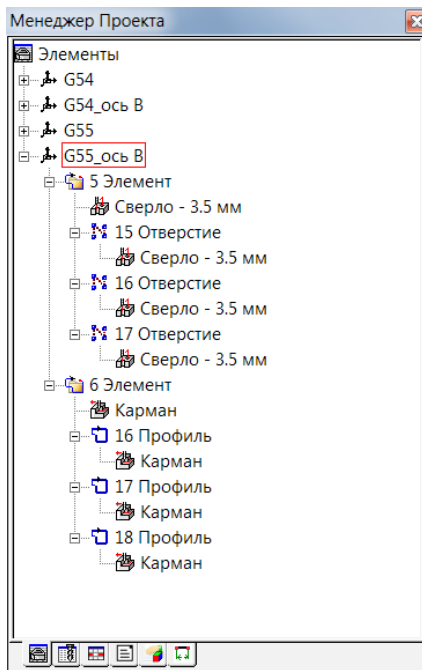 Менеджер Проекта
Элементы
G54
G54_ось B
G55
G55_ось B
5 Элемент
Сверло - 3.5 мм
15 Отверстие
Сверло - 3.5 мм
16 Отверстие
Сверло - 3.5 мм
17 Отверстие
Сверло - 3.5 мм
6 Элемент
Карман
16 Профиль
Карман
17 Профиль
Карман
18 Профиль
Карман